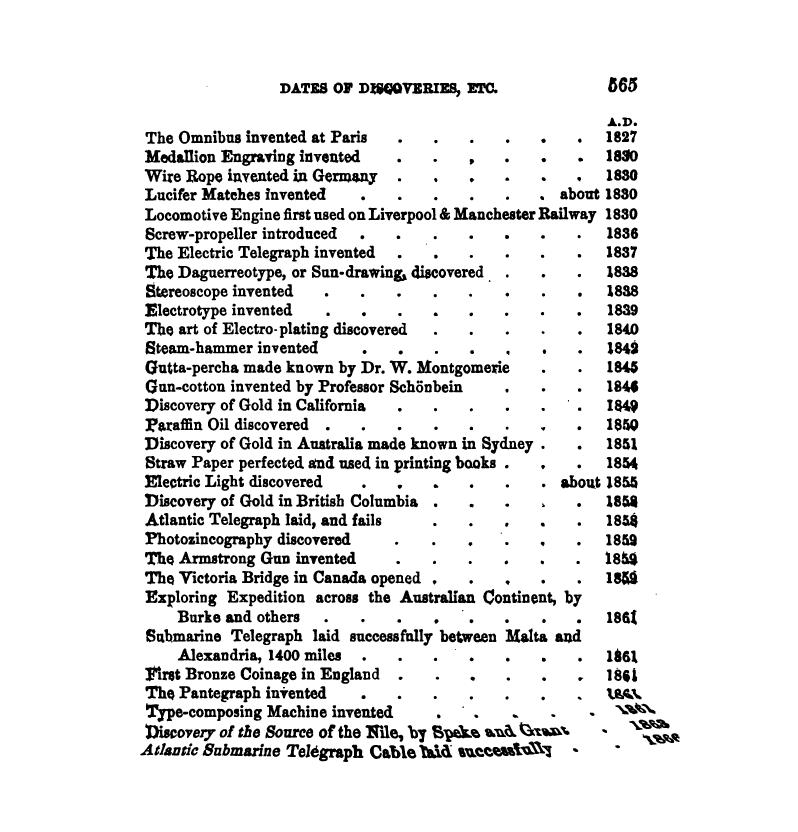 DATES OF DISCOVERIES, ETC. 565
A.D.
The Omnibus invented at Paris . . . . . . 1827
Medallion Engraving invented . . . . . . 1830
Wire Rope invented in Germany . . . . . . 1830
Lucifer Matches invented . . . . . . about 1830
Locomotive Engine first used on Liverpool & Manchester Railway 1830
Screw-propeller introduced . . . . . . . 1836
The Electric Telegraph invented . . . . . . 1837
The Daguerreotype, or Sun-drawing, discovered . . . 1838
Stereoscope invented . . . . . . . . 1838
Electrotype invented . . . . . . . . 1839
The art of Electro-plating discovered . . . . . 1840
Steam-hammer invented . . . . . . . 1842
Gutta-percha made known by Dr. W. Montgomerie . . 1845
Gun-cotton invented by Professor Schönbein . . . 1846
Discovery of Gold in California . . . . . . 1849
Paraffin Oil discovered . . . . . . . . 1850
Discovery of Gold in Australia made known in Sydney . . 1851
Straw Paper perfected and used in printing books . . . 1854
Electric Light discovered . . . . . . about 1855
Discovery of Gold in British Columbia . . . . . 1858
Atlantic Telegraph laid, and fails . . . . . 1858
Photozincography discovered . . . . . . 1859
The Armstrong Gun invented . . . . . . 1859
The Victoria Bridge in Canada opened . . . . . 1859
Exploring Expedition across the Australian Continent, by
Burke and others . . . . . . . . 1861
Submarine Telegraph laid successfully between Malta and
Alexandria, 1400 miles . . . . . . . 1861
First Bronze Coinage in England . . . . . . 1861
The Pantegraph invented . . . . . . . 1861
Type-composing Machine invented . . . . . 1861
Discovery of the Source of the Nile, by Speke and Grant . 1863
Atlantic Submarine Telegraph Cable laid successfully . . 1866